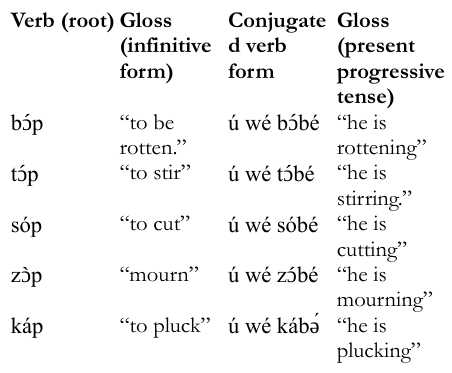 Verb (root) Gloss (infinitive form) Conjugate d verb form Gloss (present progressive tense)
bɔ́p “to be rotten.” ú wé bɔ́bé “he is rottening”
tɔ́p “to stir” ú wé tɔ́bé “he is stirring.”
sóp “to cut” ú wé sóbé “he is cutting”
zɔ̀p “mourn” ú wé zɔ́bé “he is mourning”
káp “to pluck” ú wé kábə́ “he is plucking”